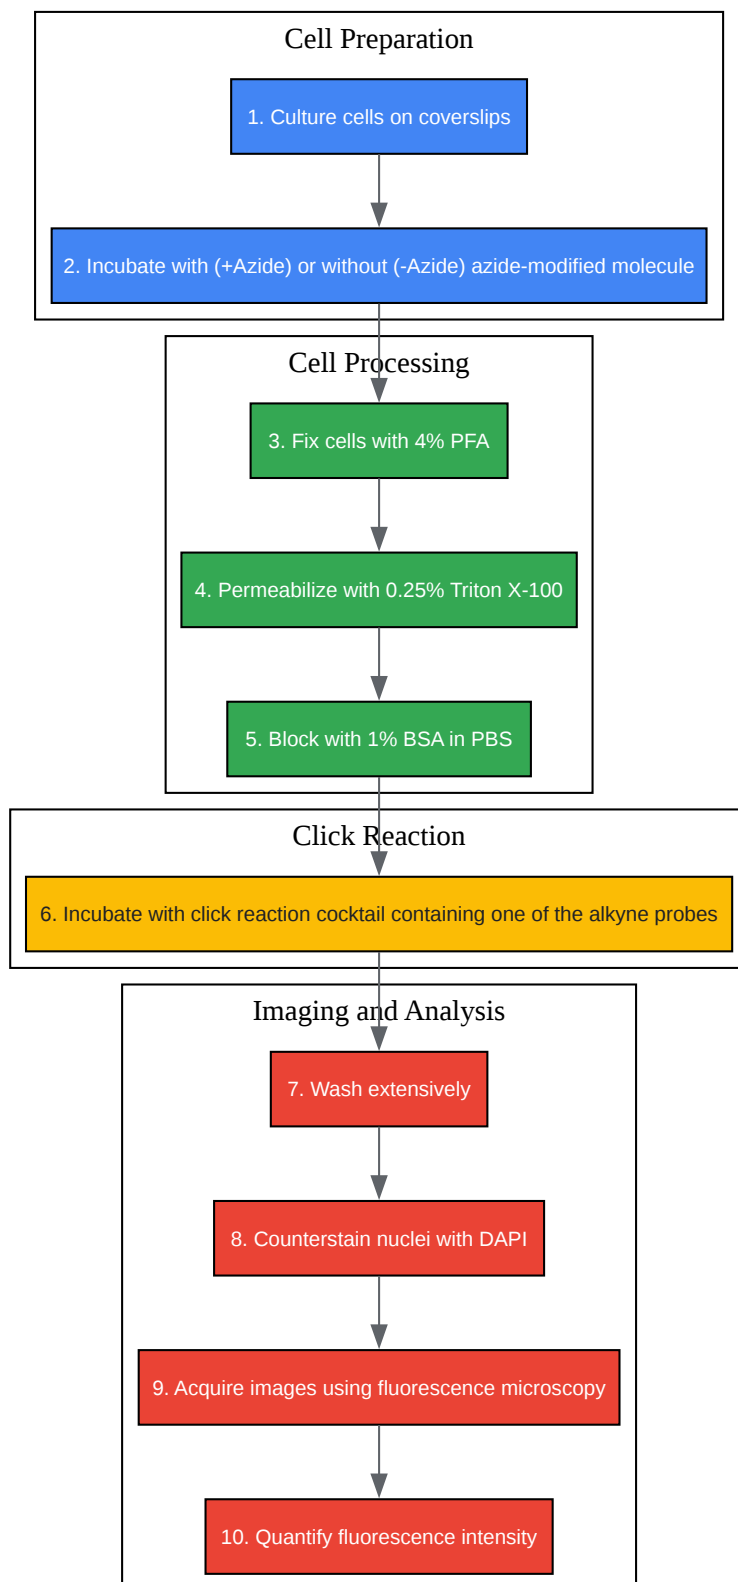 Cell Preparation
1. Culture cells on coverslips
2. Incubate with (+Azide) or without (-Azide) azide-modified molecule
Cell Processing
3. Fix cells with 4% PFA
4. Permeabilize with 0.25% Triton X-100
5. Block with 1% BSA in PBS
Click Reaction
6. Incubate with click reaction cocktail containing one of the alkyne probes
Imaging and Analysis
7. Wash extensively
8. Counterstain nuclei with DAPI
9. Acquire images using fluorescence microscopy
10. Quantify fluorescence intensity